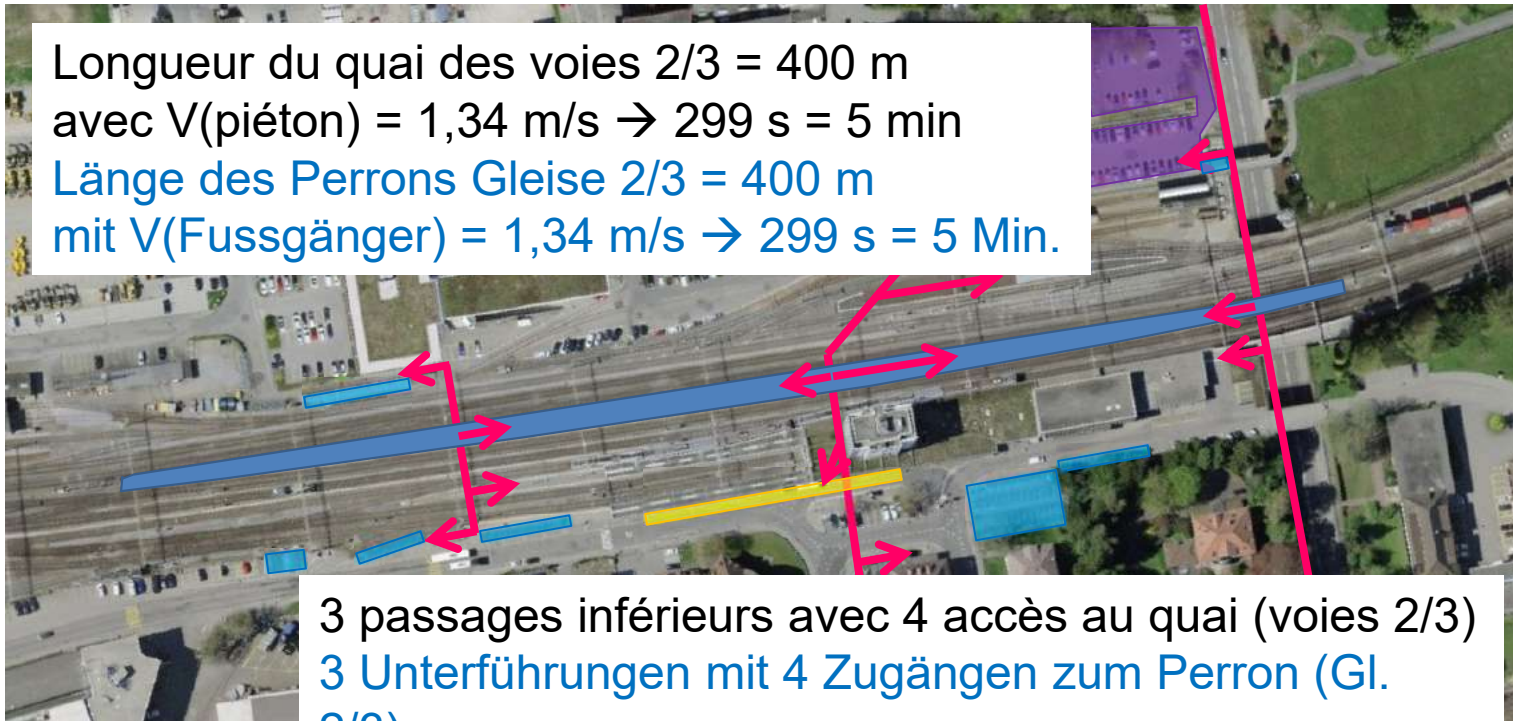 Longueur du quai des voies 2/3 = 400 m
avec V(piéton) = 1,34 m/s → 299 s = 5 min
Länge des Perrons Gleise 2/3 = 400 m
mit V(Fussgänger) = 1,34 m/s → 299 s = 5 Min.
3 passages inférieurs avec 4 accès au quai (voies 2/3)
3 Unterführungen mit 4 Zugängen zum Perron (Gl.